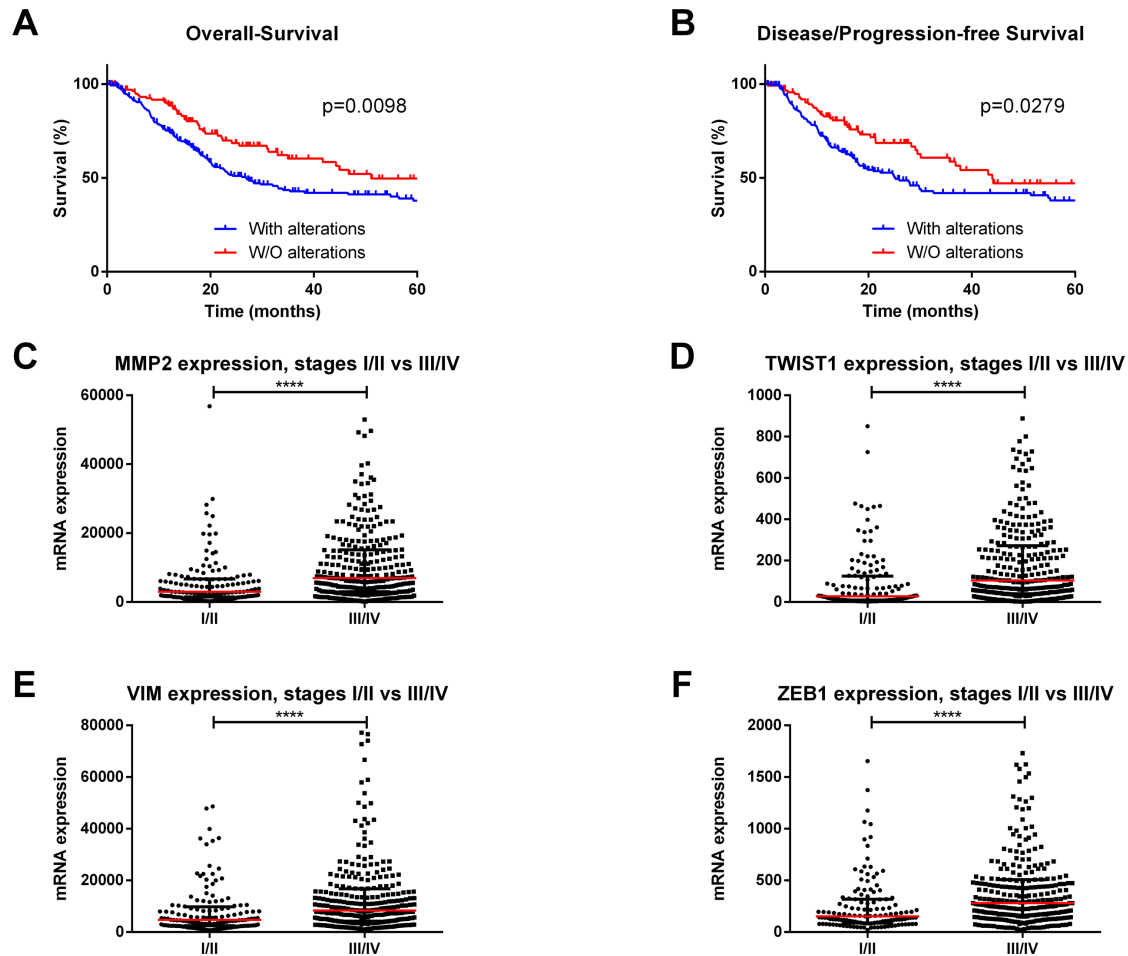 A
Overall-Survival
100
50
0
Survival (%)
p=0.0098
With alterations
W/O alterations
0
20
40
60
Time (months)
B
Disease/Progression-free Survival
100
50
0
Survival (%)
p=0.0279
With alterations
W/O alterations
0
20
40
60
Time (months)
C
MMP2 expression, stages I/II vs III/IV
****
60000
40000
20000
0
mRNA expression
I/II
III/IV
D
TWIST1 expression, stages I/II vs III/IV
****
1000
800
600
400
200
0
mRNA expression
I/II
III/IV
E
VIM expression, stages I/II vs III/IV
****
80000
60000
40000
20000
0
mRNA expression
I/II
III/IV
F
ZEB1 expression, stages I/II vs III/IV
****
2000
1500
1000
500
0
mRNA expression
I/II
III/IV